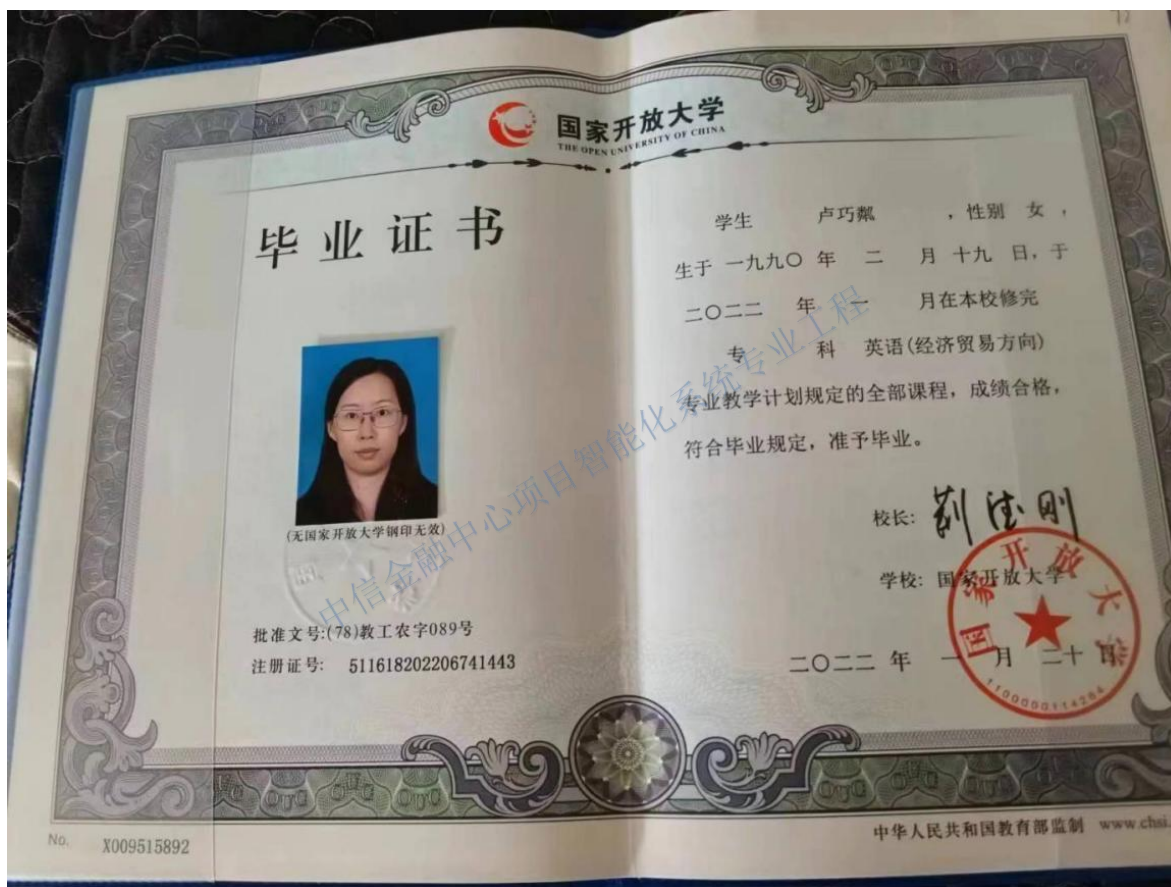 国家开放大学
THE OPEN UNIVERSITY OF CHINA
毕业证书
(无国家开放大学钢印无效)
批准文号:(78)教工农字089号
注册证号: 511618202206741443
学生 卢巧粼 ,性别 女 ,
生于 一九九〇 年 二 月 十九 日,于
二〇二二 年 一 月在本校修完
专 科 英语(经济贸易方向)
专业教学计划规定的全部课程,成绩合格,
符合毕业规定,准予毕业。
校长:
学校: 国家开放大学
二〇二二 年 一 月 二十 日
国家开放大学
1100000114284
中信金融中心项目智能化系统专业工程
No. X009515892
中华人民共和国教育部监制 www.chsi.